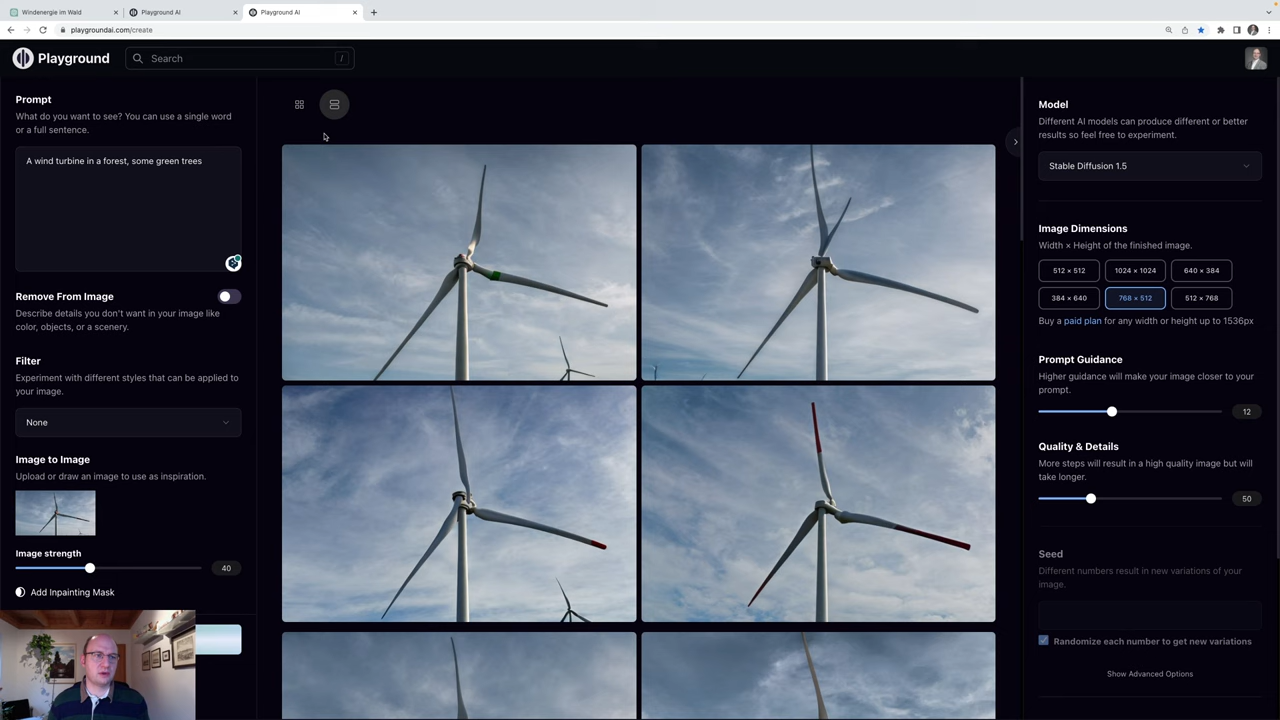 Windenergie im Wald
Playground AI
Playground AI
playgroundai.com/create
Playground
Search
/
Prompt
What do you want to see? You can use a single word
or a full sentence.
A wind turbine in a forest, some green trees
Remove From Image
Describe details you don't want in your image like
color, objects, or a scenery.
Filter
Experiment with different styles that can be applied to
your image.
None
Image to Image
Upload or draw an image to use as inspiration.
Image strength
40
Add Inpainting Mask
Model
Different AI models can produce different or better
results so feel free to experiment.
Stable Diffusion 1.5
Image Dimensions
Width × Height of the finished image.
512 × 512
1024 × 1024
640 × 384
384 × 640
768 × 512
512 × 768
Buy a paid plan for any width or height up to 1536px
Prompt Guidance
Higher guidance will make your image closer to your
prompt.
12
Quality & Details
More steps will result in a high quality image but will
take longer.
50
Seed
Different numbers result in new variations of your
image.
Randomize each number to get new variations
Show Advanced Options